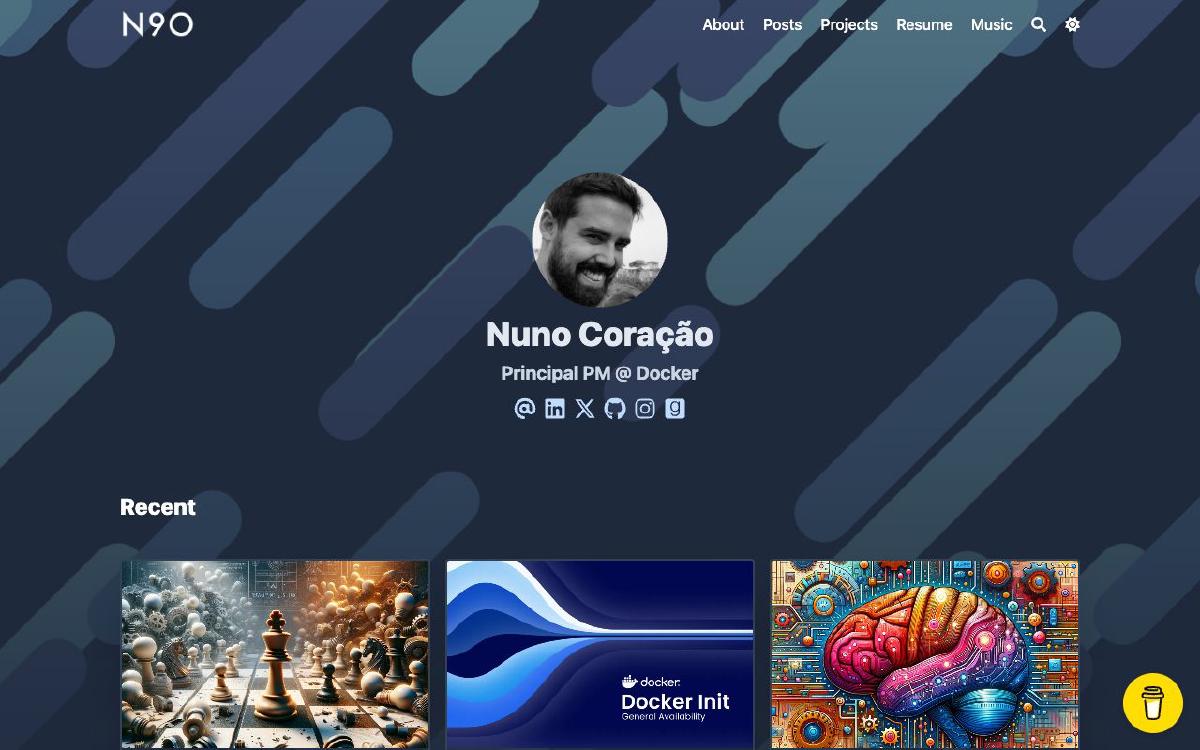 N9O
About Posts Projects Resume Music
Nuno Coração
Principal PM @ Docker
Recent
docker:
Docker Init
General Availability